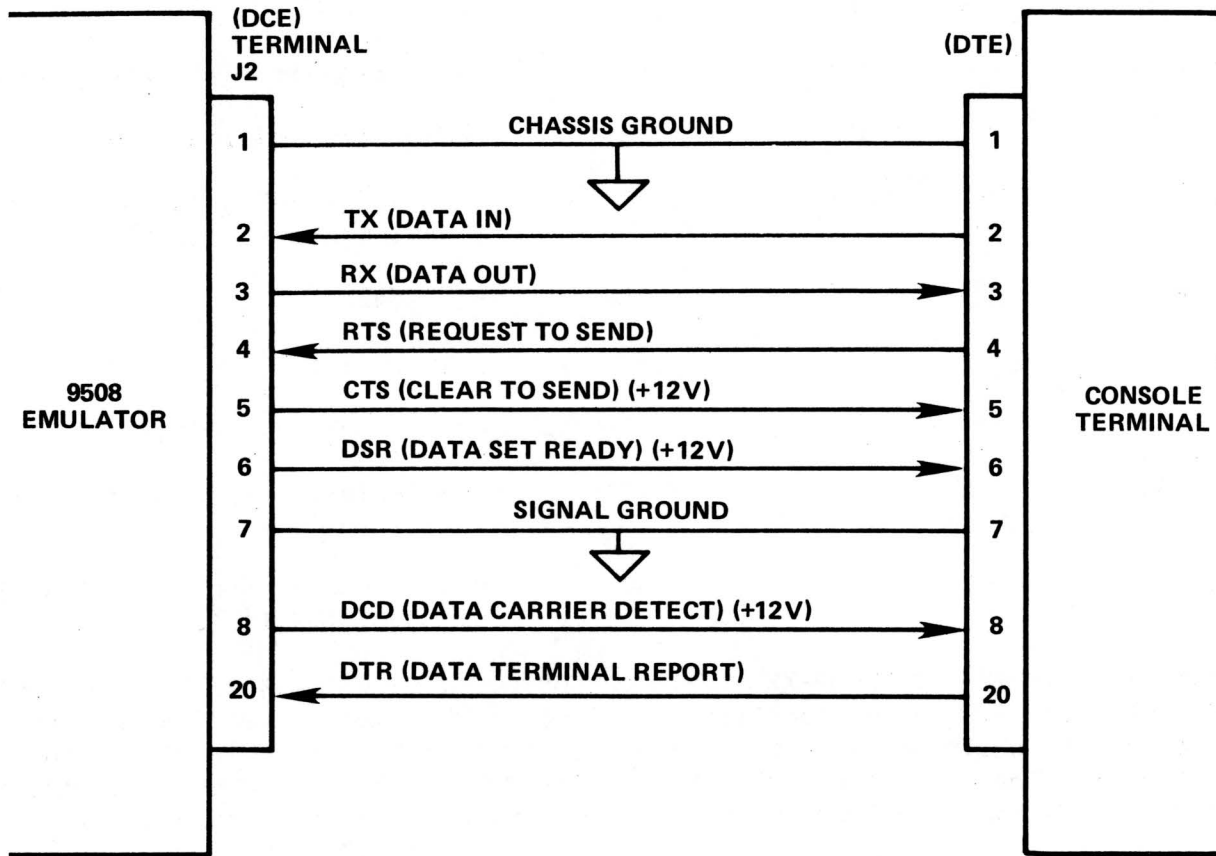 (DCE)
TERMINAL
J2
(DTE)
1 CHASSIS GROUND 1
2 TX (DATA IN) 2
3 RX (DATA OUT) 3
4 RTS (REQUEST TO SEND) 4
5 CTS (CLEAR TO SEND) (+12V) 5
6 DSR (DATA SET READY) (+12V) 6
7 SIGNAL GROUND 7
8 DCD (DATA CARRIER DETECT) (+12V) 8
20 DTR (DATA TERMINAL REPORT) 20
9508
EMULATOR
CONSOLE
TERMINAL